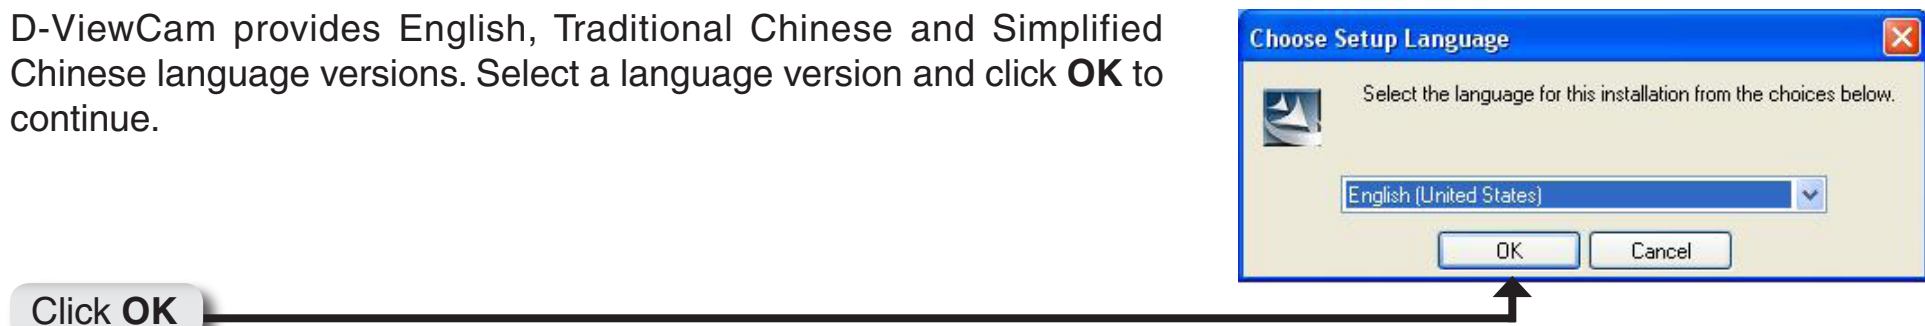 D-ViewCam provides English, Traditional Chinese and Simplified
Chinese language versions. Select a language version and click OK to
continue.
Choose Setup Language
Select the language for this installation from the choices below.
English (United States)
OK
Cancel
Click OK